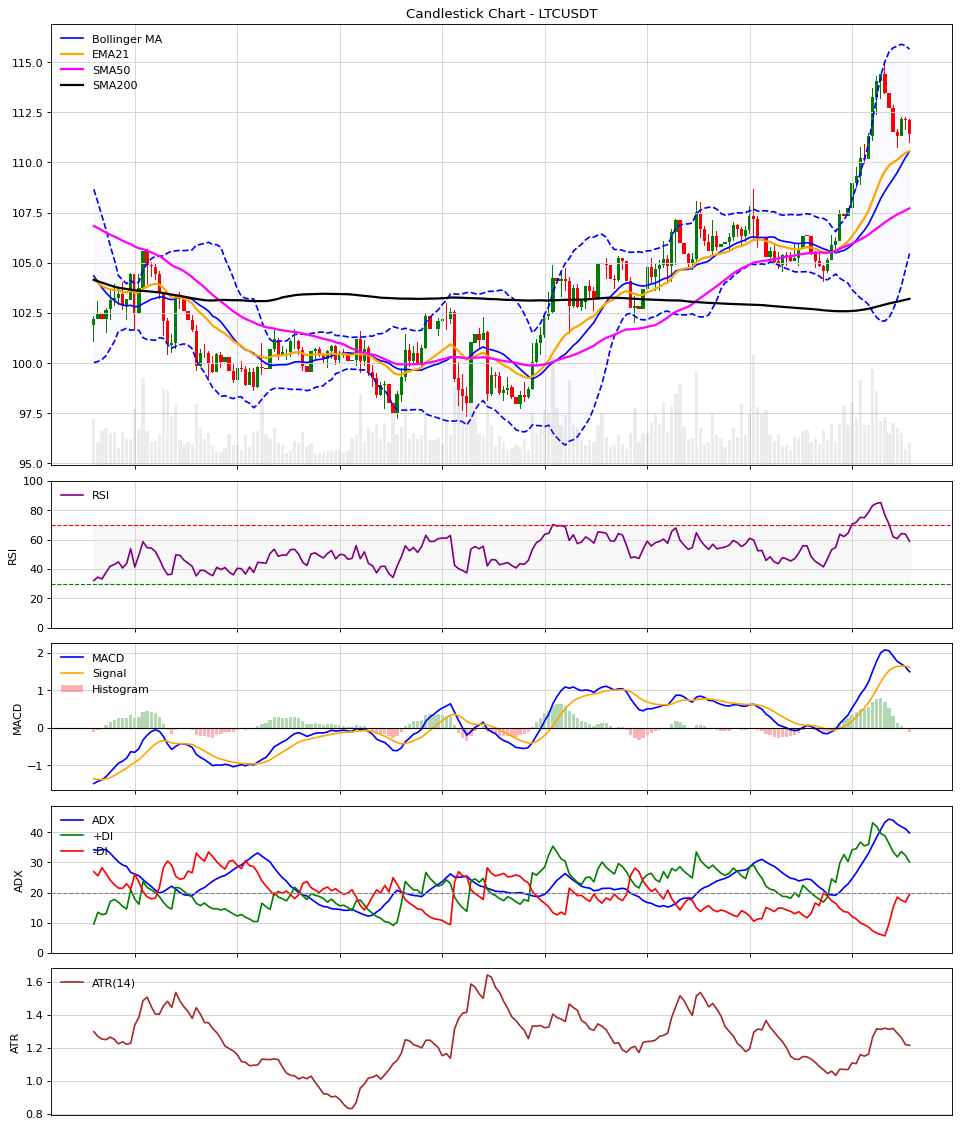 Candlestick Chart - LTCUSDT
Bollinger MA
EMA21
SMA50
SMA200
115.0
112.5
110.0
107.5
105.0
102.5
100.0
97.5
95.0
RSI
RSI
100
80
60
40
20
0
MACD
Signal
Histogram
MACD
2
1
0
−1
ADX
+DI
-DI
ADX
40
30
20
10
0
ATR(14)
ATR
1.6
1.4
1.2
1.0
0.8